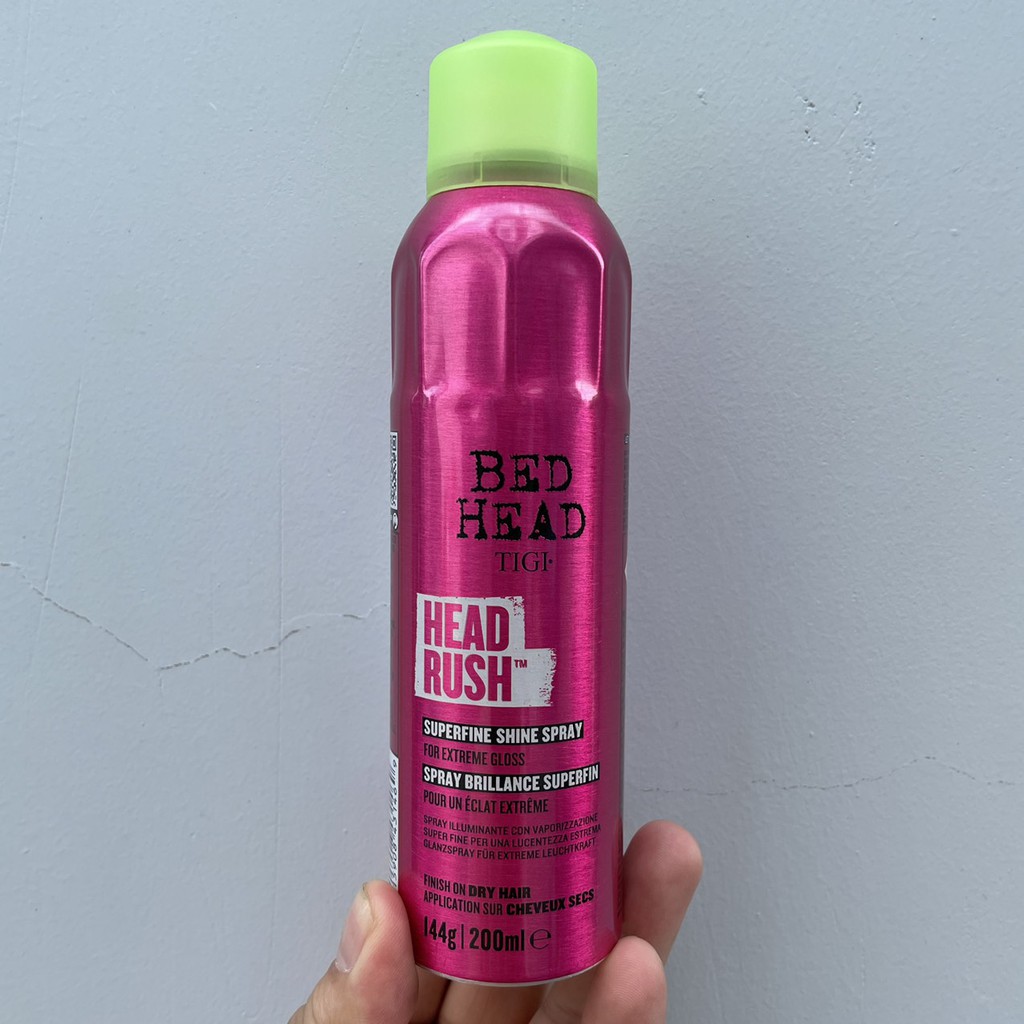 BED
HEAD
TIGI
HEAD
RUSH™
SUPERFINE SHINE SPRAY
FOR EXTREME GLOSS
SPRAY BRILLANCE SUPERFIN
POUR UN ÉCLAT EXTRÊME
SPRAY ILLUMINANTE CON VAPORIZZAZIONE
SUPER FINE PER UNA LUCENTEZZA ESTREMA
GLANZSPRAY FÜR EXTREME LEUCHTKRAFT
FINISH ON DRY HAIR
APPLICATION SUR CHEVEUX SECS
144g | 200ml ℮